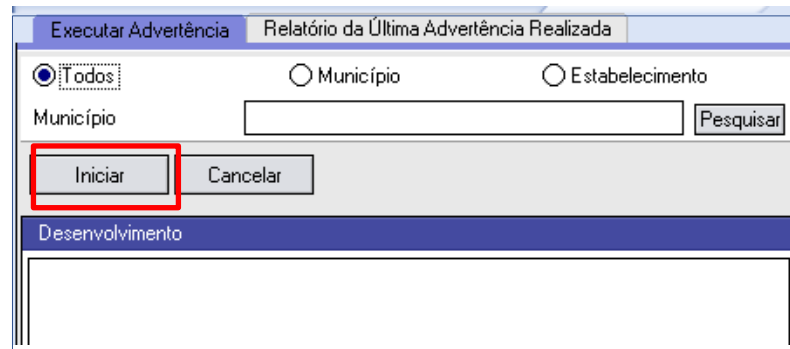 Executar Advertência Relatório da Última Advertência Realizada
Todos Município Estabelecimento
Município Pesquisar
Iniciar Cancelar
Desenvolvimento